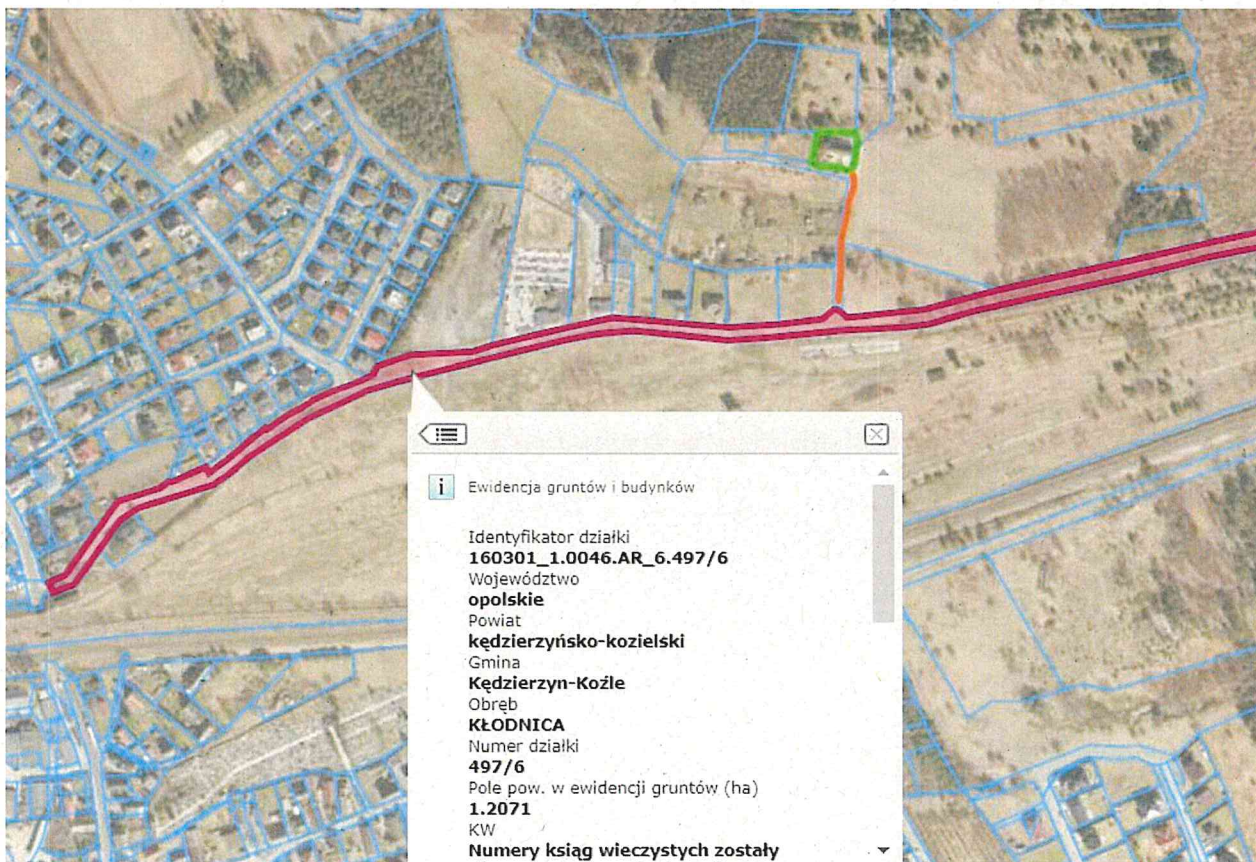 i Ewidencja gruntów i budynków
Identyfikator działki
160301_1.0046.AR_6.497/6
Województwo
opolskie
Powiat
kędzierzyńsko-kozielski
Gmina
Kędzierzyn-Koźle
Obręb
KŁODNICA
Numer działki
497/6
Pole pow. w ewidencji gruntów (ha)
1.2071
KW
Numery ksiąg wieczystych zostały